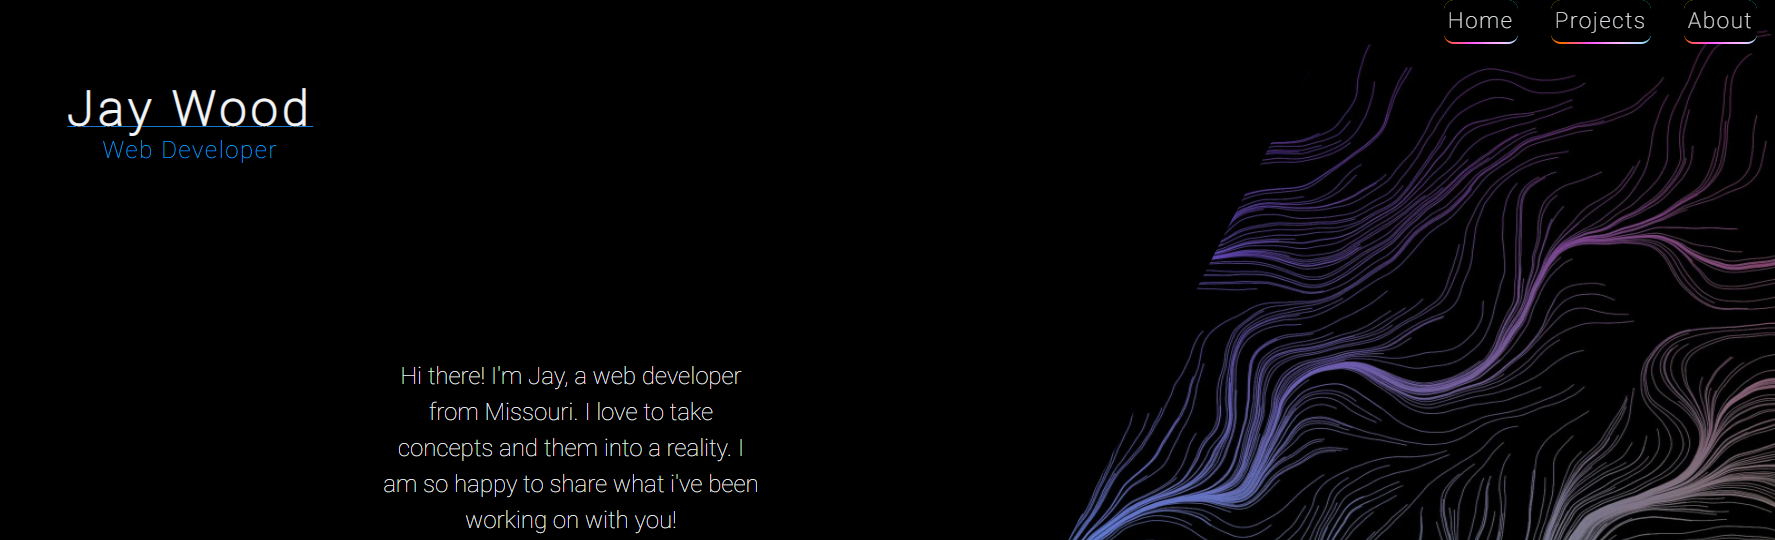 Home Projects About
Jay Wood
Web Developer
Hi there! I'm Jay, a web developer
from Missouri. I love to take
concepts and them into a reality. I
am so happy to share what i've been
working on with you!